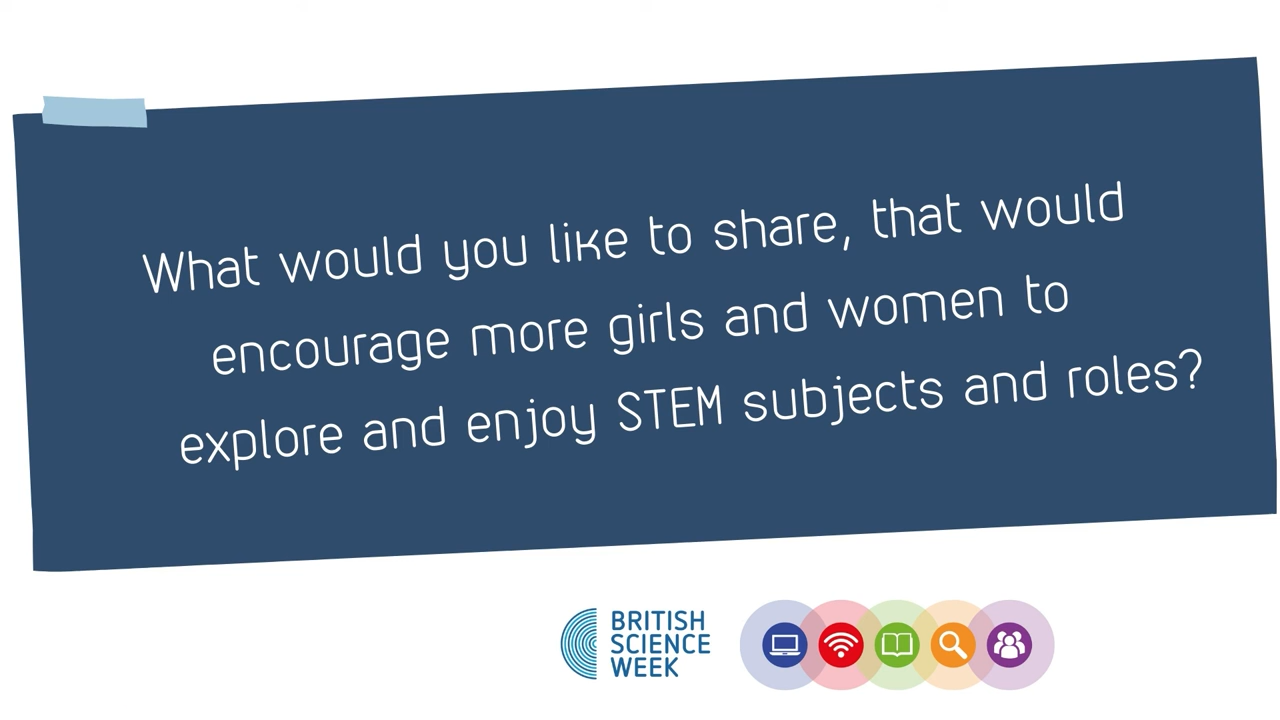 What would you like to share, that would
encourage more girls and women to
explore and enjoy STEM subjects and roles?
BRITISH
SCIENCE
WEEK